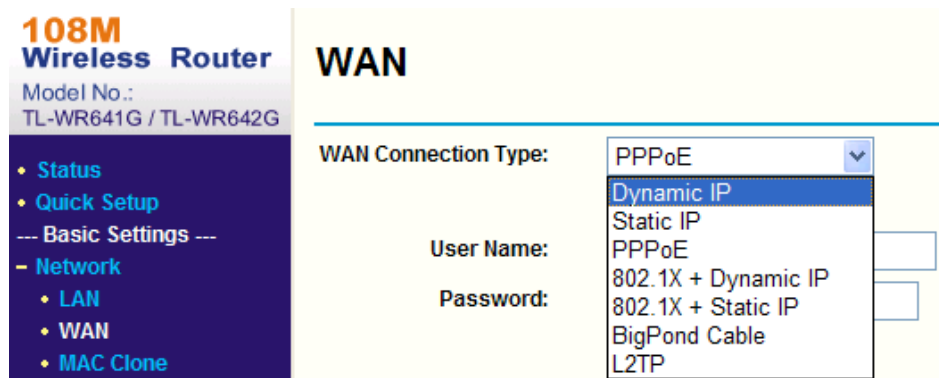 108M
Wireless Router
Model No.:
TL-WR641G / TL-WR642G
• Status
• Quick Setup
--- Basic Settings ---
– Network
• LAN
• WAN
• MAC Clone
WAN
WAN Connection Type:
PPPoE
Dynamic IP
Static IP
PPPoE
802.1X + Dynamic IP
802.1X + Static IP
BigPond Cable
L2TP
User Name:
Password: